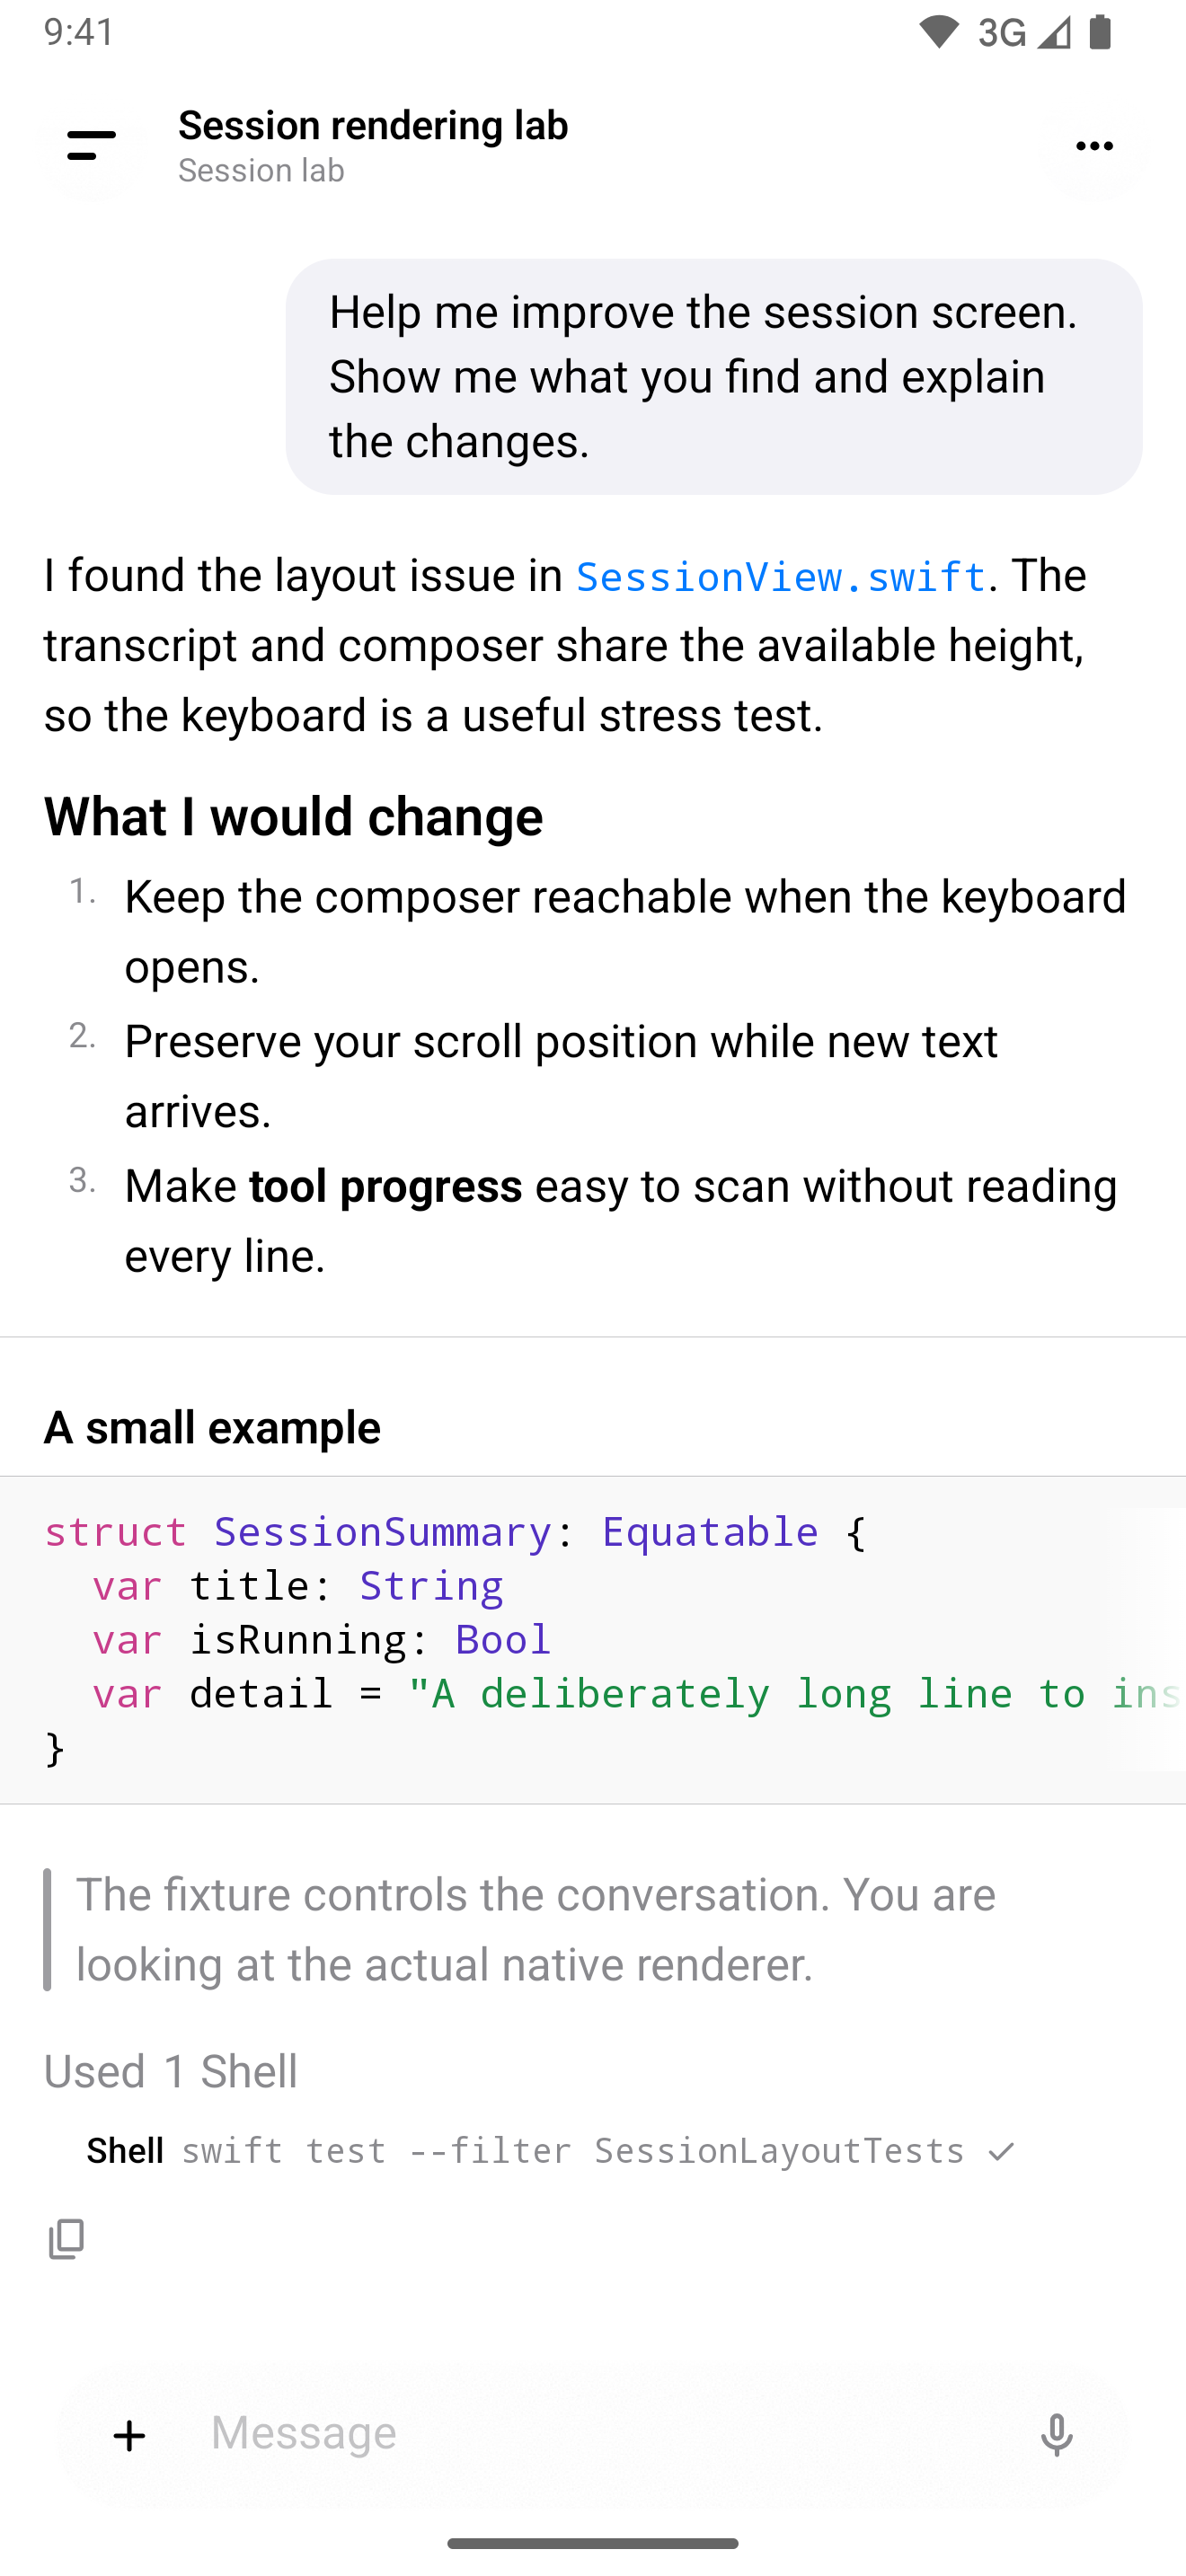 9:41
3G
Session rendering lab
Session lab
Help me improve the session screen.
Show me what you find and explain
the changes.
I found the layout issue in SessionView.swift. The
transcript and composer share the available height,
so the keyboard is a useful stress test.
What I would change
1. Keep the composer reachable when the keyboard
opens.
2. Preserve your scroll position while new text
arrives.
3. Make tool progress easy to scan without reading
every line.
A small example
struct SessionSummary: Equatable {
  var title: String
  var isRunning: Bool
  var detail = "A deliberately long line to ins
}
The fixture controls the conversation. You are
looking at the actual native renderer.
Used 1 Shell
Shell swift test --filter SessionLayoutTests ✓
Message